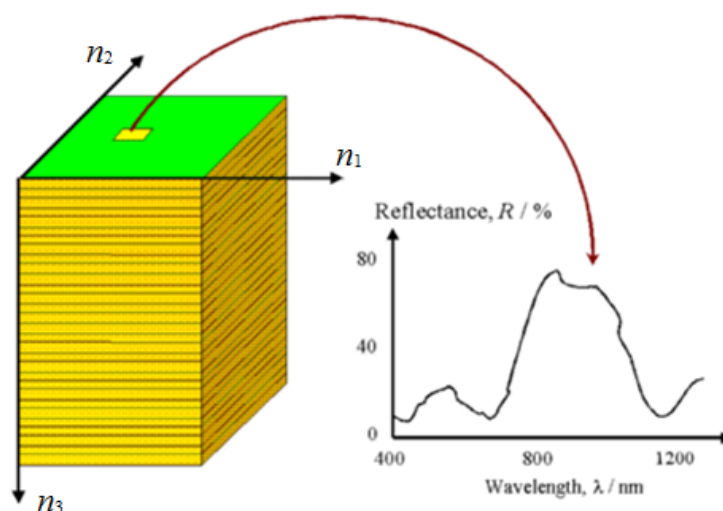 n2
n1
n3
Reflectance, R / %
80
40
0
400 800 1200
Wavelength, λ / nm